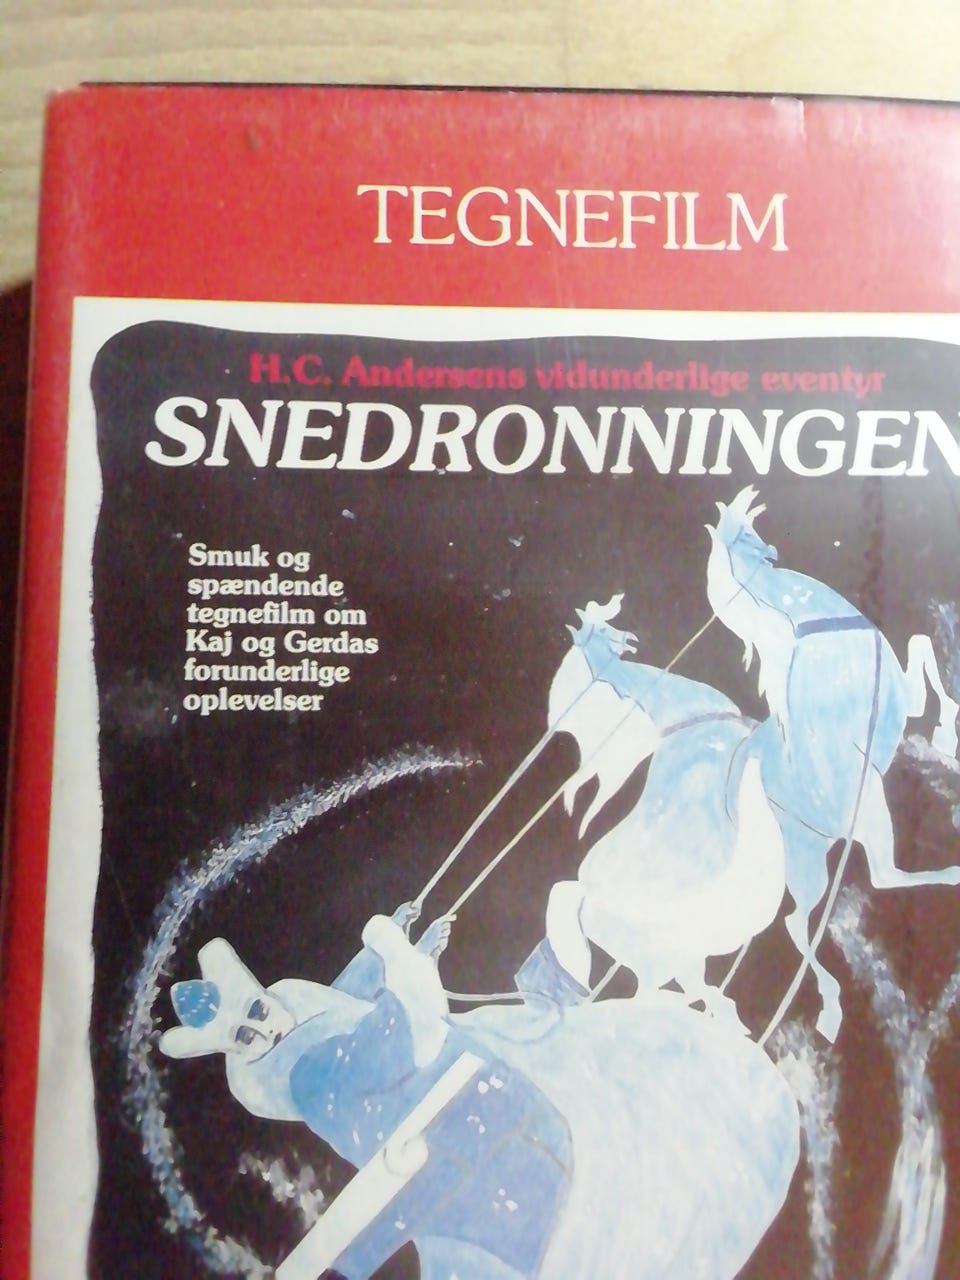 TEGNEFILM
H.C. Andersens vidunderlige eventyr
SNEDRONNINGEN
Smuk og
spændende
tegnefilm om
Kaj og Gerdas
forunderlige
oplevelser